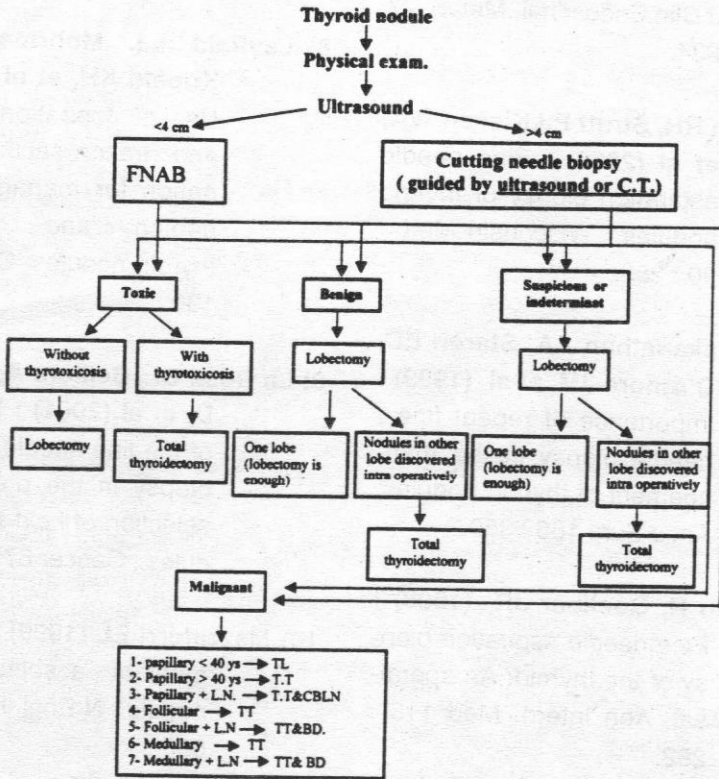 Thyroid nodule
Physical exam.
Ultrasound
<4 cm
>4 cm
FNAB
Cutting needle biopsy
( guided by ultrasound or C.T.)
Toxic
Benign
Suspicious or
indeterminant
Without
thyrotoxicosis
With
thyrotoxicosis
Lobectomy
Lobectomy
Lobectomy
Total
thyroidectomy
One lobe
(lobectomy is
enough)
Nodules in other
lobe discovered
intra operatively
One lobe
(lobectomy is
enough)
Nodules in other
lobe discovered
intra operatively
Total
thyroidectomy
Total
thyroidectomy
Malignant
1- papillary < 40 ys → TL
2- Papillary > 40 ys → T.T
3- Papillary + L.N. → T.T&CBLN
4- Follicular → TT
5- Follicular + L.N → TT&BD.
6- Medullary → TT
7- Medullary + L.N → TT& BD